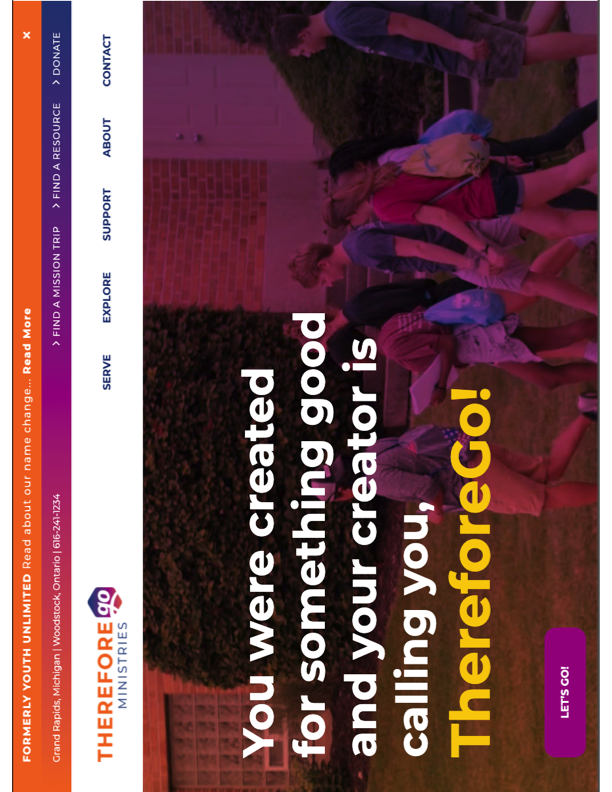 FORMERLY YOUTH UNLIMITED Read about our name change... Read More ×
Grand Rapids, Michigan | Woodstock, Ontario | 616-241-1234
> FIND A MISSION TRIP > FIND A RESOURCE > DONATE
THEREFORE go
MINISTRIES
SERVE EXPLORE SUPPORT ABOUT CONTACT
You were created
for something good
and your creator is
calling you,
ThereforeGo!
LET'S GO!